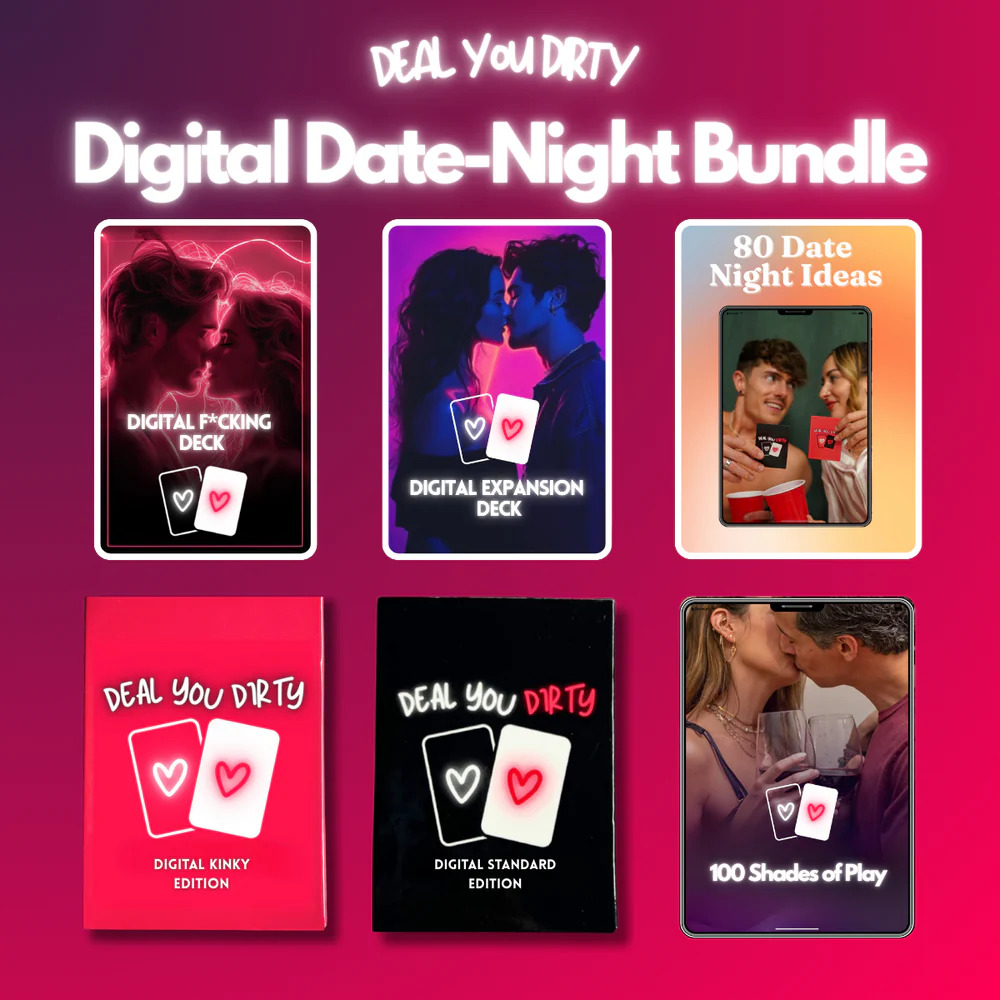 DEAL YOU DIRTY
Digital Date-Night Bundle
DIGITAL F*CKING
DECK
DIGITAL EXPANSION
DECK
80 Date
Night Ideas
DEAL YOU DIRTY
DIGITAL KINKY
EDITION
DEAL YOU DIRTY
DIGITAL STANDARD
EDITION
100 Shades of Play